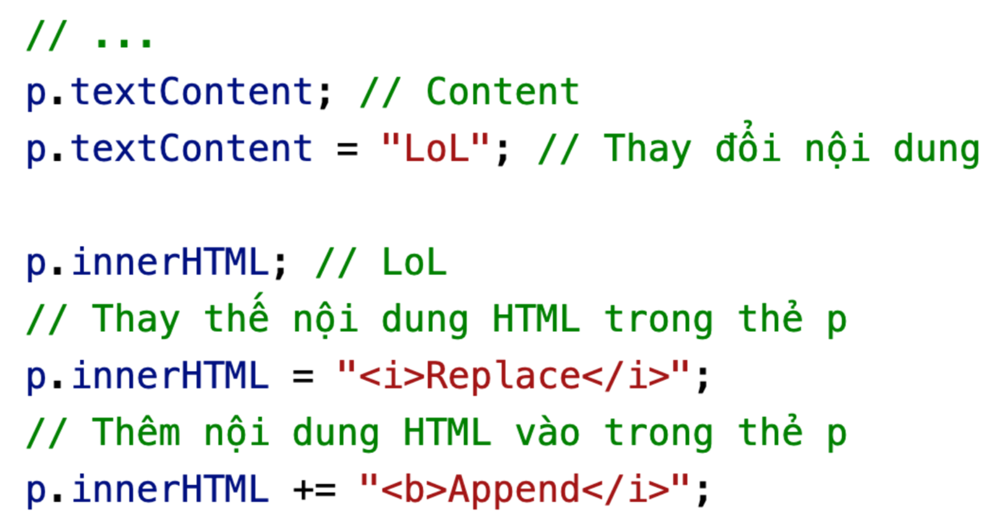 // ...
p.textContent; // Content
p.textContent = "LoL"; // Thay đổi nội dung
p.innerHTML; // LoL
// Thay thế nội dung HTML trong thẻ p
p.innerHTML = "<i>Replace</i>";
// Thêm nội dung HTML vào trong thẻ p
p.innerHTML += "<b>Append</i>";